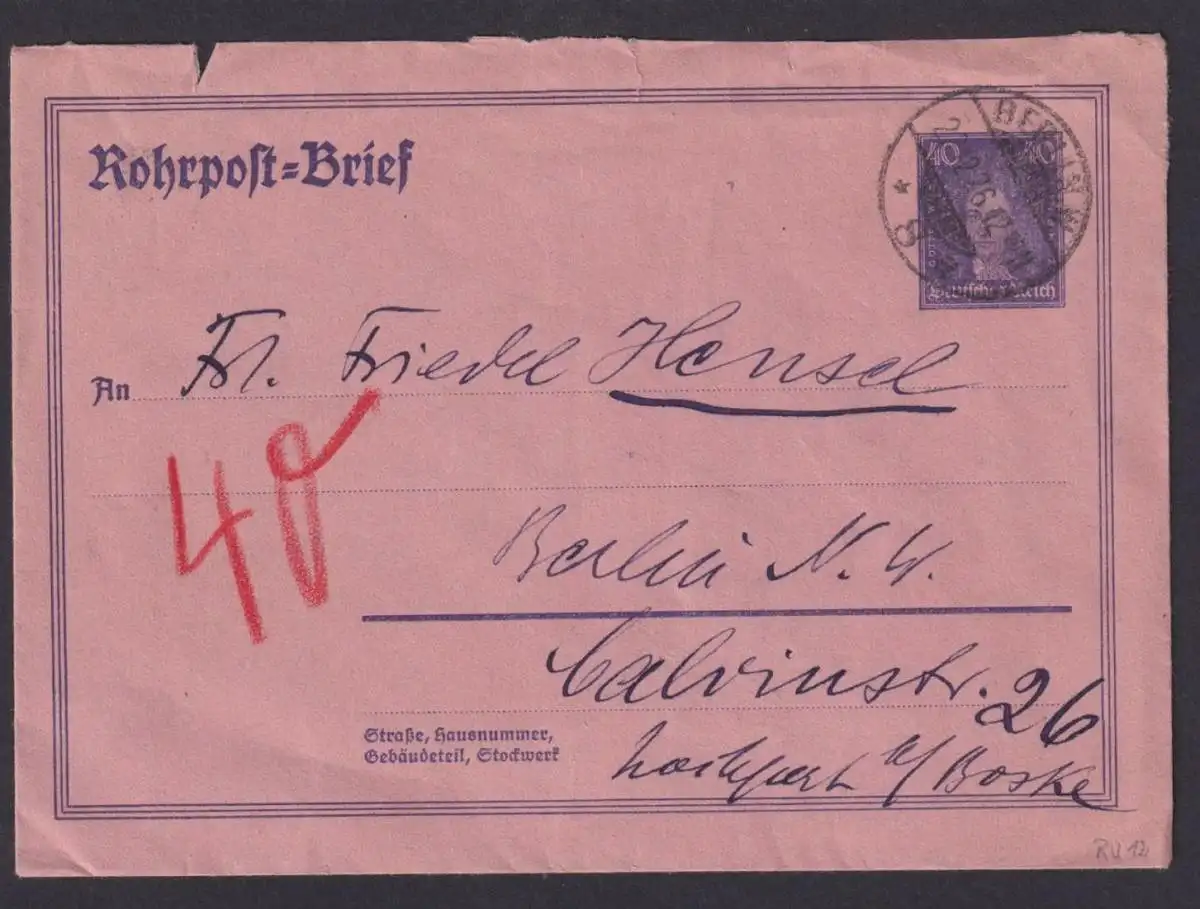 Rohrpost=Brief
40 40
BERLIN W
8
Deutsches Reich
An Frl. Friedel Hensel
40
Berlin N. W.
Calvinstr. 26
Straße, Hausnummer,
Gebäudeteil, Stockwerk
Hochpart b/ Boske
RU 12